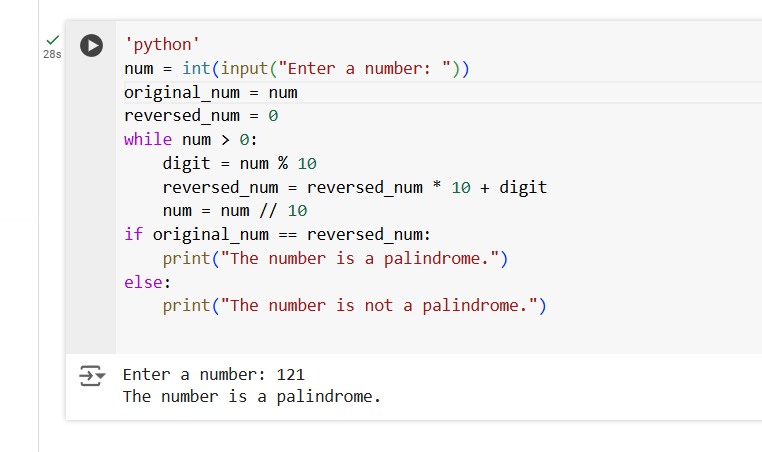 28s
'python'
num = int(input("Enter a number: "))
original_num = num
reversed_num = 0
while num > 0:
    digit = num % 10
    reversed_num = reversed_num * 10 + digit
    num = num // 10
if original_num == reversed_num:
    print("The number is a palindrome.")
else:
    print("The number is not a palindrome.")
Enter a number: 121
The number is a palindrome.